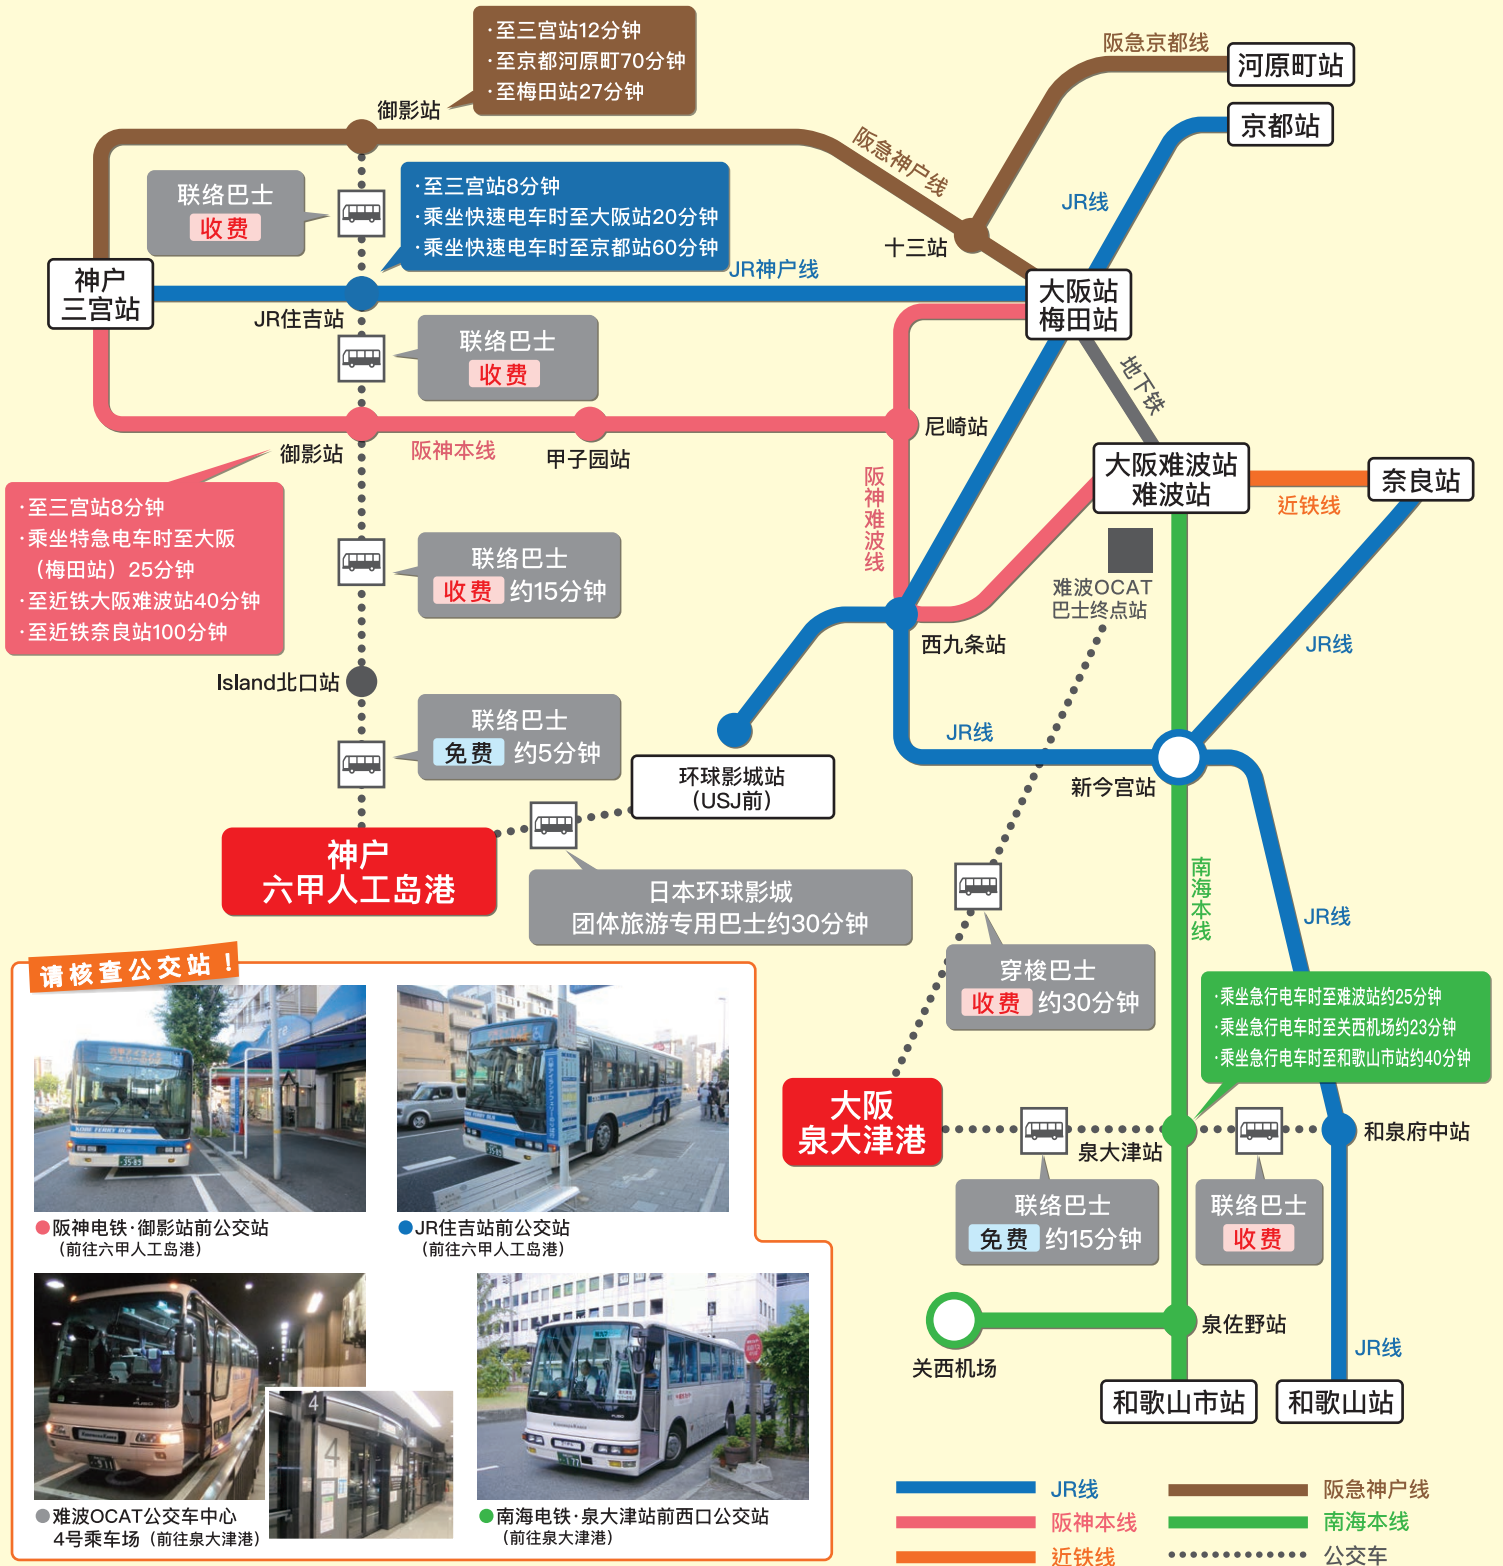 ·至三宫站12分钟
·至京都河原町70分钟
·至梅田站27分钟
阪急京都线
河原町站
御影站
京都站
阪急神户线
联络巴士
收费
·至三宫站8分钟
·乘坐快速电车时至大阪站20分钟
·乘坐快速电车时至京都站60分钟
JR线
十三站
神户
三宫站
JR神户线
大阪站
梅田站
JR住吉站
联络巴士
收费
地下铁
御影站
阪神本线
甲子园站
尼崎站
大阪难波站
难波站
近铁线
奈良站
·至三宫站8分钟
·乘坐特急电车时至大阪
（梅田站）25分钟
·至近铁大阪难波站40分钟
·至近铁奈良站100分钟
阪神难波线
联络巴士
收费 约15分钟
难波OCAT
巴士终点站
西九条站
JR线
Island北口站
联络巴士
免费 约5分钟
JR线
环球影城站
（USJ前）
新今宫站
神户
六甲人工岛港
日本环球影城
团体旅游专用巴士约30分钟
南海本线
JR线
穿梭巴士
收费 约30分钟
·乘坐急行电车时至难波站约25分钟
·乘坐急行电车时至关西机场约23分钟
·乘坐急行电车时至和歌山市站约40分钟
大阪
泉大津港
泉大津站
和泉府中站
联络巴士
免费 约15分钟
联络巴士
收费
泉佐野站
关西机场
JR线
和歌山市站
和歌山站
请核查公交站！
KOBE FERRY BUS
阪神电铁·御影站前公交站
（前往六甲人工岛港）
JR住吉站前公交站
（前往六甲人工岛港）
4
4
难波OCAT公交车中心
4号乘车场（前往泉大津港）
南海电铁·泉大津站前西口公交站
（前往泉大津港）
JR线
阪急神户线
阪神本线
南海本线
近铁线
公交车